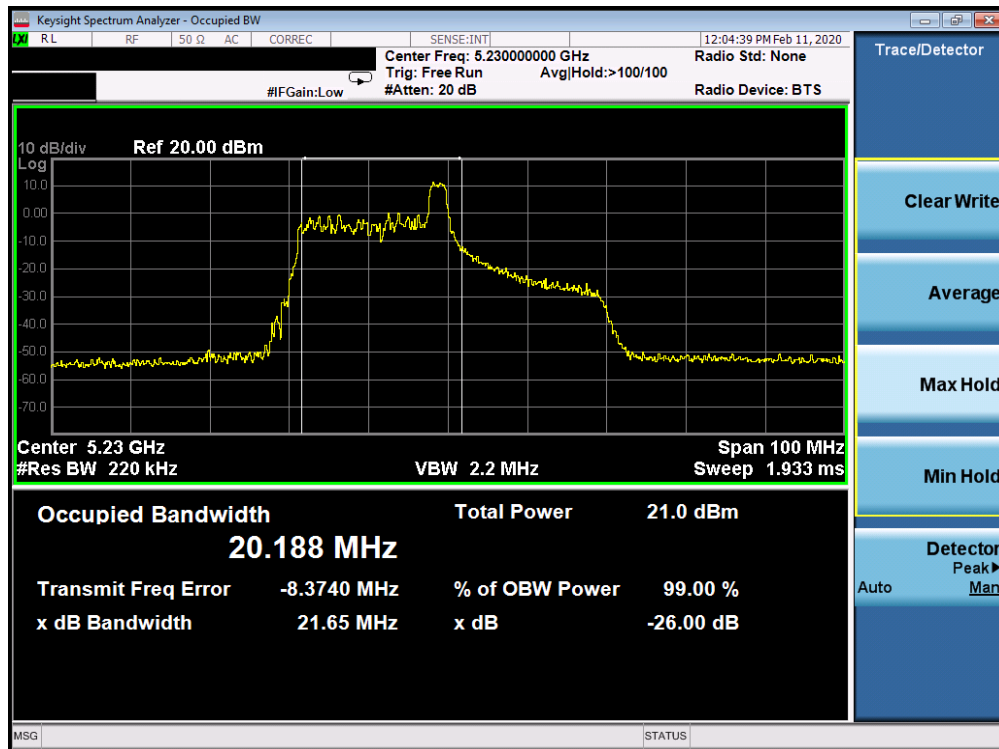 Keysight Spectrum Analyzer - Occupied BW
LXI RL RF 50 Ω AC CORREC SENSE:INT 12:04:39 PM Feb 11, 2020
Center Freq: 5.230000000 GHz Radio Std: None
Trig: Free Run Avg|Hold:>100/100
#IFGain:Low #Atten: 20 dB Radio Device: BTS
10 dB/div Ref 20.00 dBm
Log
10.0
0.00
-10.0
-20.0
-30.0
-40.0
-50.0
-60.0
-70.0
Center 5.23 GHz Span 100 MHz
#Res BW 220 kHz VBW 2.2 MHz Sweep 1.933 ms
Occupied Bandwidth Total Power 21.0 dBm
20.188 MHz
Transmit Freq Error -8.3740 MHz % of OBW Power 99.00 %
x dB Bandwidth 21.65 MHz x dB -26.00 dB
MSG STATUS
Trace/Detector
Clear Write
Average
Max Hold
Min Hold
Detector
Peak▶
Auto Man